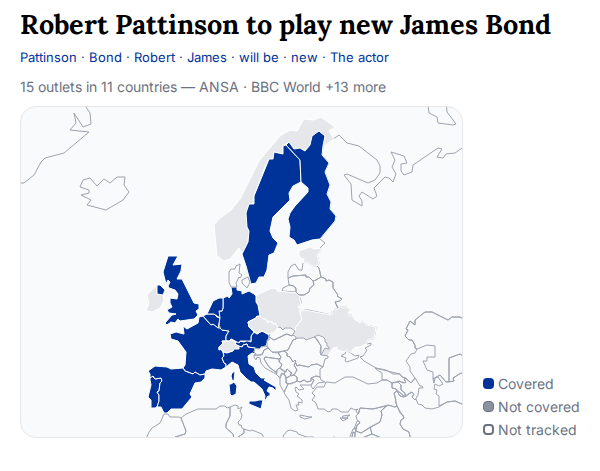 Robert Pattinson to play new James Bond
Pattinson · Bond · Robert · James · will be · new · The actor
15 outlets in 11 countries — ANSA · BBC World +13 more
Covered
Not covered
Not tracked